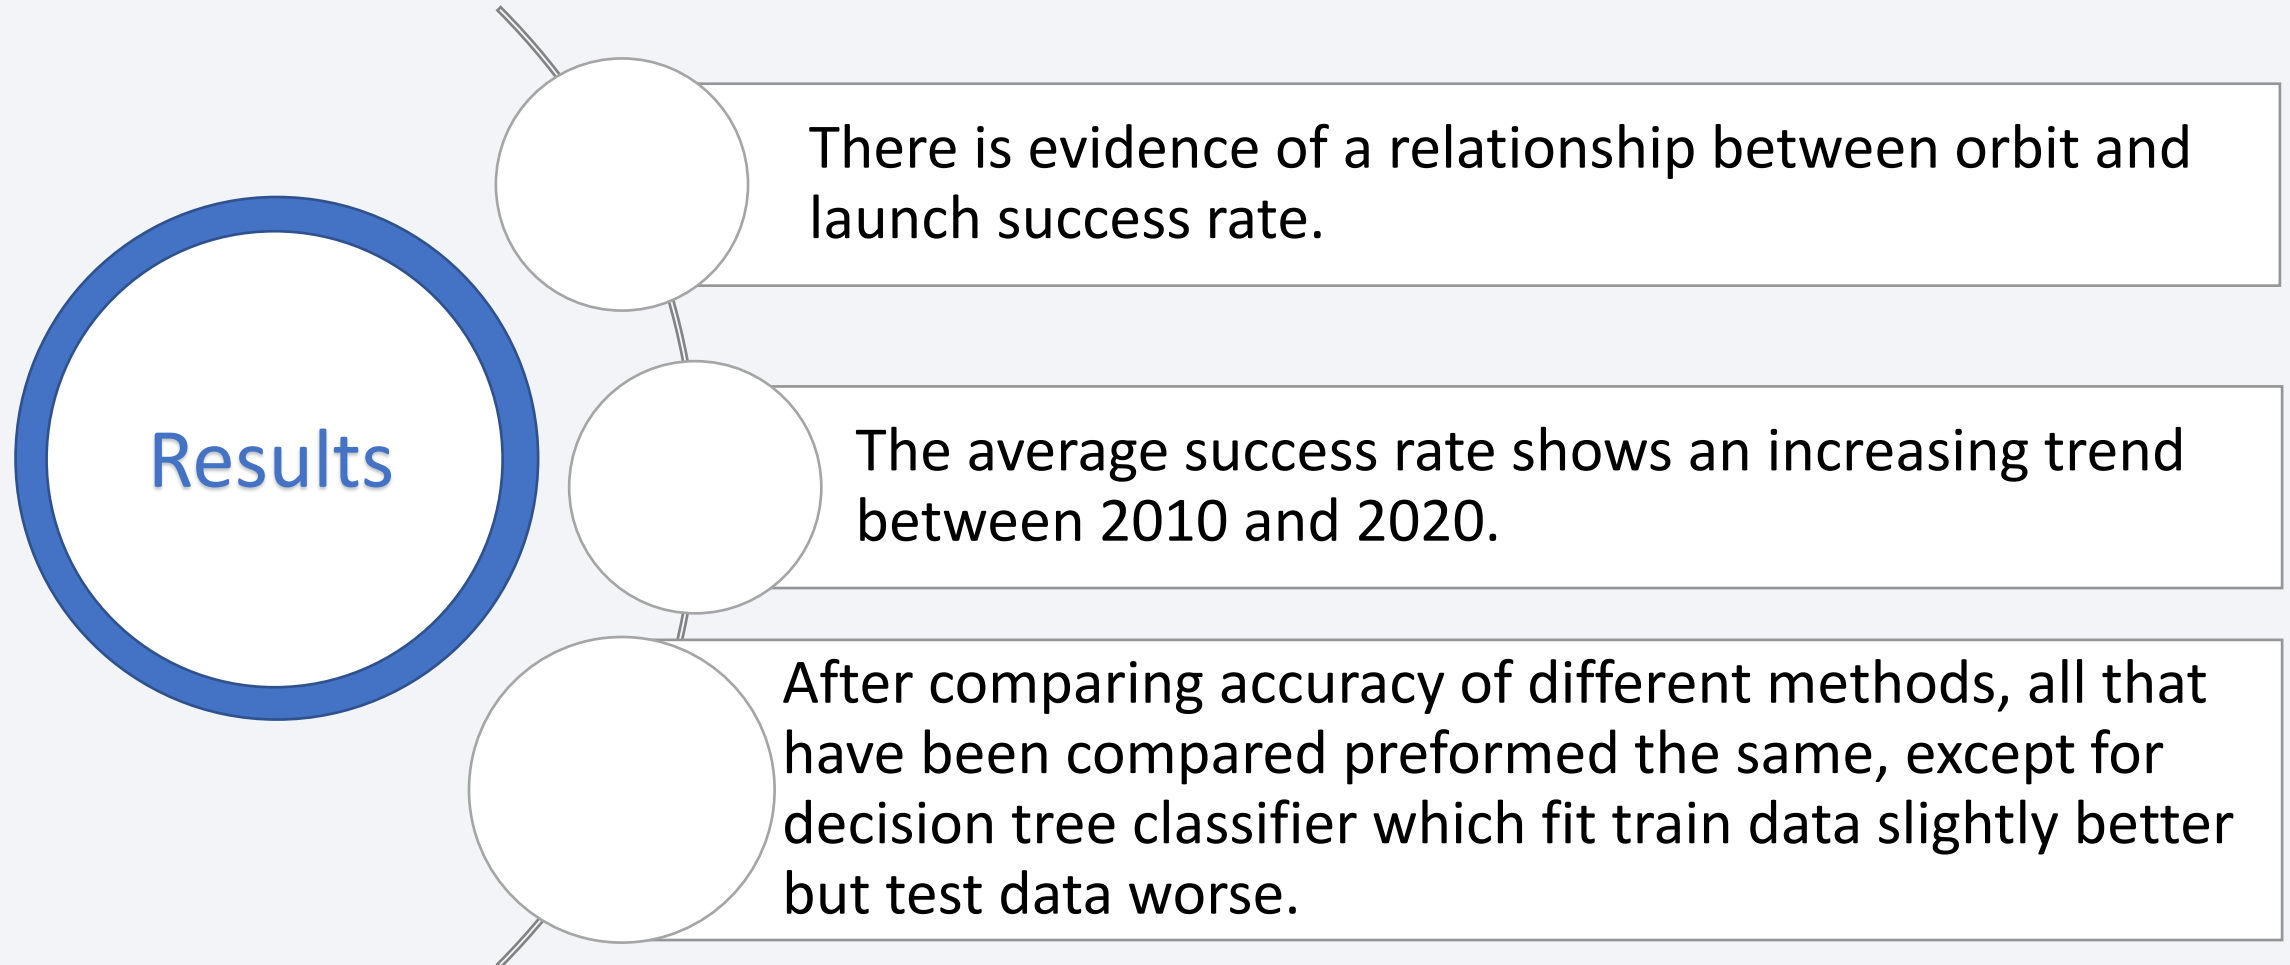 Results
There is evidence of a relationship between orbit and
launch success rate.
The average success rate shows an increasing trend
between 2010 and 2020.
After comparing accuracy of different methods, all that
have been compared preformed the same, except for
decision tree classifier which fit train data slightly better
but test data worse.